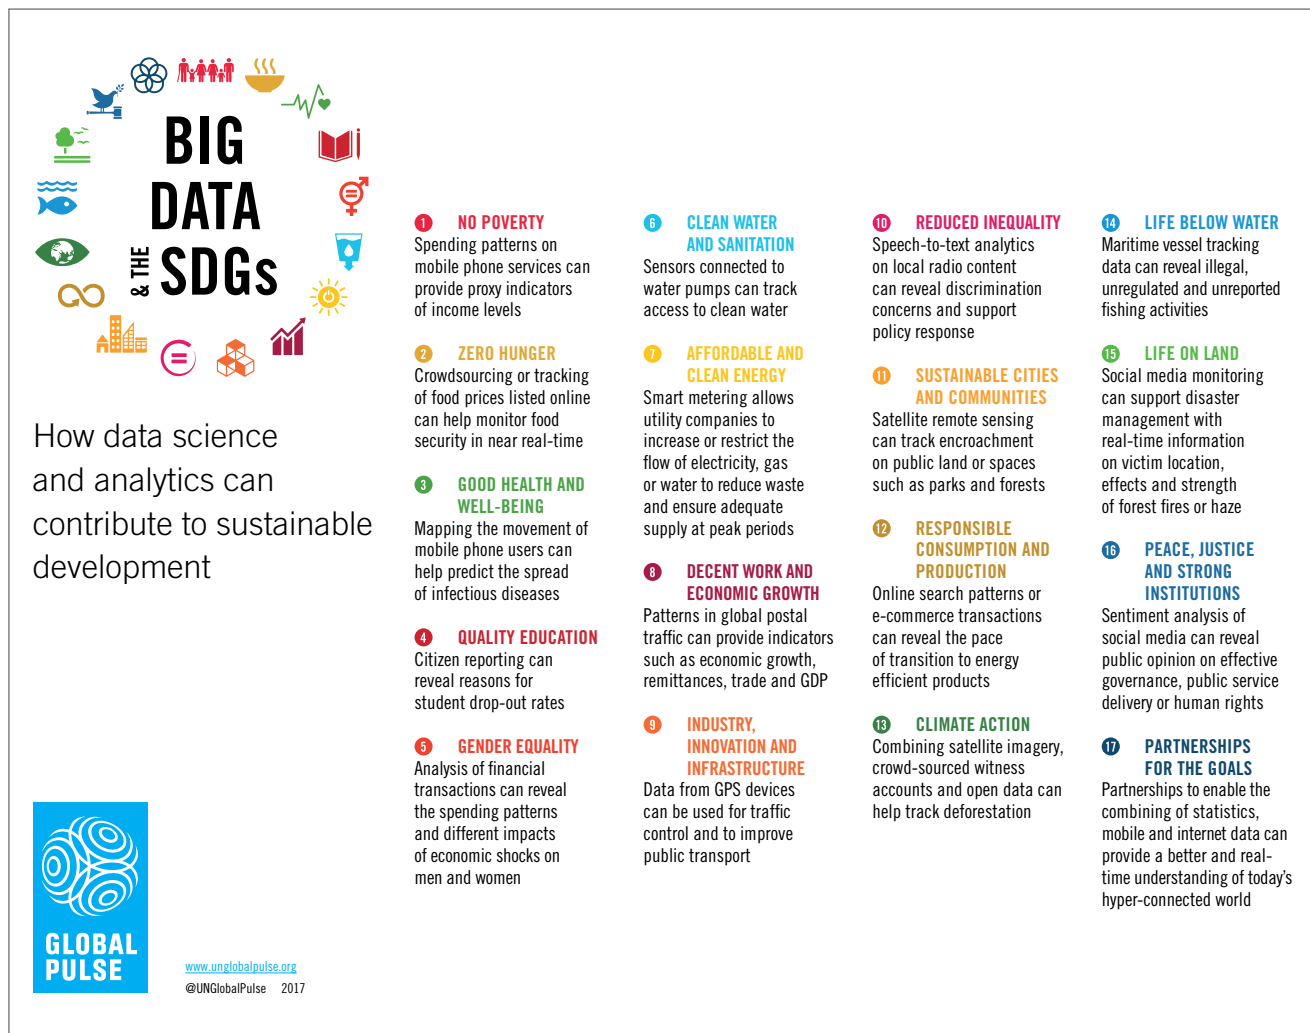 BIG
DATA
& THE
SDGs
How data science
and analytics can
contribute to sustainable
development
1 NO POVERTY
Spending patterns on
mobile phone services can
provide proxy indicators
of income levels
2 ZERO HUNGER
Crowdsourcing or tracking
of food prices listed online
can help monitor food
security in near real-time
3 GOOD HEALTH AND
WELL-BEING
Mapping the movement of
mobile phone users can
help predict the spread
of infectious diseases
4 QUALITY EDUCATION
Citizen reporting can
reveal reasons for
student drop-out rates
5 GENDER EQUALITY
Analysis of financial
transactions can reveal
the spending patterns
and different impacts
of economic shocks on
men and women
6 CLEAN WATER
AND SANITATION
Sensors connected to
water pumps can track
access to clean water
7 AFFORDABLE AND
CLEAN ENERGY
Smart metering allows
utility companies to
increase or restrict the
flow of electricity, gas
or water to reduce waste
and ensure adequate
supply at peak periods
8 DECENT WORK AND
ECONOMIC GROWTH
Patterns in global postal
traffic can provide indicators
such as economic growth,
remittances, trade and GDP
9 INDUSTRY,
INNOVATION AND
INFRASTRUCTURE
Data from GPS devices
can be used for traffic
control and to improve
public transport
10 REDUCED INEQUALITY
Speech-to-text analytics
on local radio content
can reveal discrimination
concerns and support
policy response
11 SUSTAINABLE CITIES
AND COMMUNITIES
Satellite remote sensing
can track encroachment
on public land or spaces
such as parks and forests
12 RESPONSIBLE
CONSUMPTION AND
PRODUCTION
Online search patterns or
e-commerce transactions
can reveal the pace
of transition to energy
efficient products
13 CLIMATE ACTION
Combining satellite imagery,
crowd-sourced witness
accounts and open data can
help track deforestation
14 LIFE BELOW WATER
Maritime vessel tracking
data can reveal illegal,
unregulated and unreported
fishing activities
15 LIFE ON LAND
Social media monitoring
can support disaster
management with
real-time information
on victim location,
effects and strength
of forest fires or haze
16 PEACE, JUSTICE
AND STRONG
INSTITUTIONS
Sentiment analysis of
social media can reveal
public opinion on effective
governance, public service
delivery or human rights
17 PARTNERSHIPS
FOR THE GOALS
Partnerships to enable the
combining of statistics,
mobile and internet data can
provide a better and real-
time understanding of today's
hyper-connected world
GLOBAL
PULSE
www.unglobalpulse.org
@UNGlobalPulse 2017